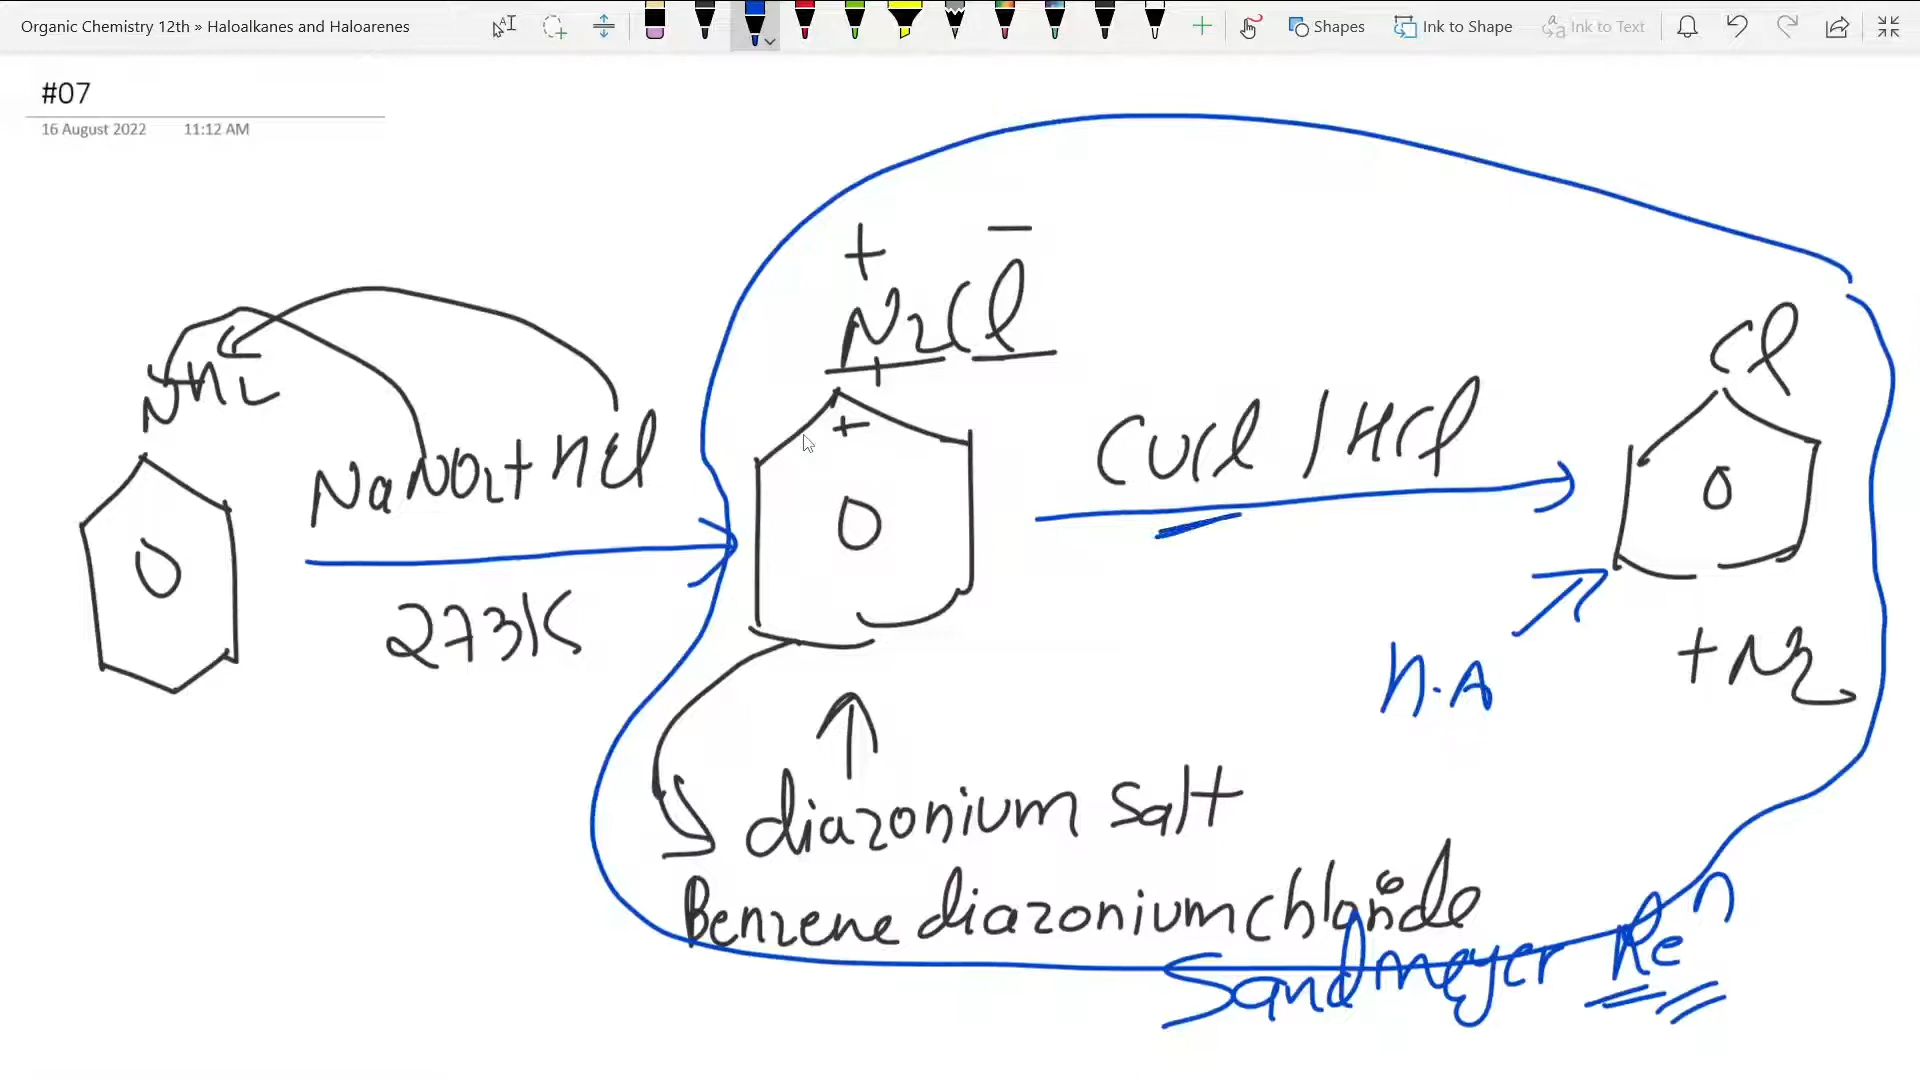 Organic Chemistry 12th » Haloalkanes and Haloarenes
Shapes
Ink to Shape
Ink to Text
#07
16 August 2022 11:12 AM
+ −
N2Cl
NH2
Cl
NaNO2 + HCl
+
CuCl / HCl
273K
H.A
+ N2
diazonium salt
Benzene diazonium chloride
Sandmeyer Re^n